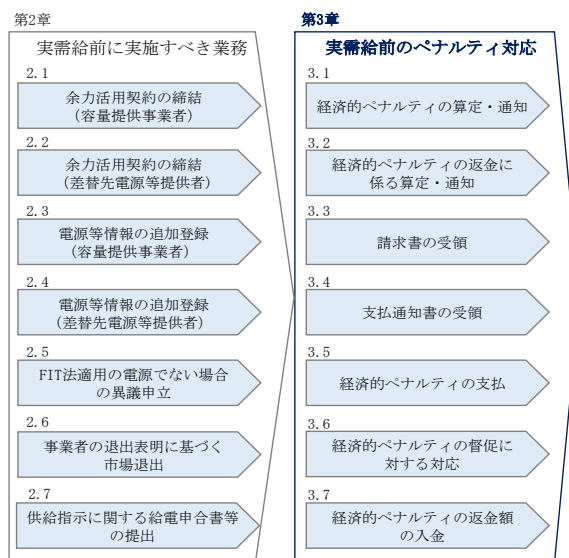 第2章
実需給前に実施すべき業務
2.1
余力活用契約の締結
(容量提供事業者)
2.2
余力活用契約の締結
(差替先電源等提供者)
2.3
電源等情報の追加登録
(容量提供事業者)
2.4
電源等情報の追加登録
(差替先電源等提供者)
2.5
FIT法適用の電源でない場合
の異議申立
2.6
事業者の退出表明に基づく
市場退出
2.7
供給指示に関する給電申合書等
の提出
第3章
実需給前のペナルティ対応
3.1
経済的ペナルティの算定・通知
3.2
経済的ペナルティの返金に
係る算定・通知
3.3
請求書の受領
3.4
支払通知書の受領
3.5
経済的ペナルティの支払
3.6
経済的ペナルティの督促に
対する対応
3.7
経済的ペナルティの返金額
の入金